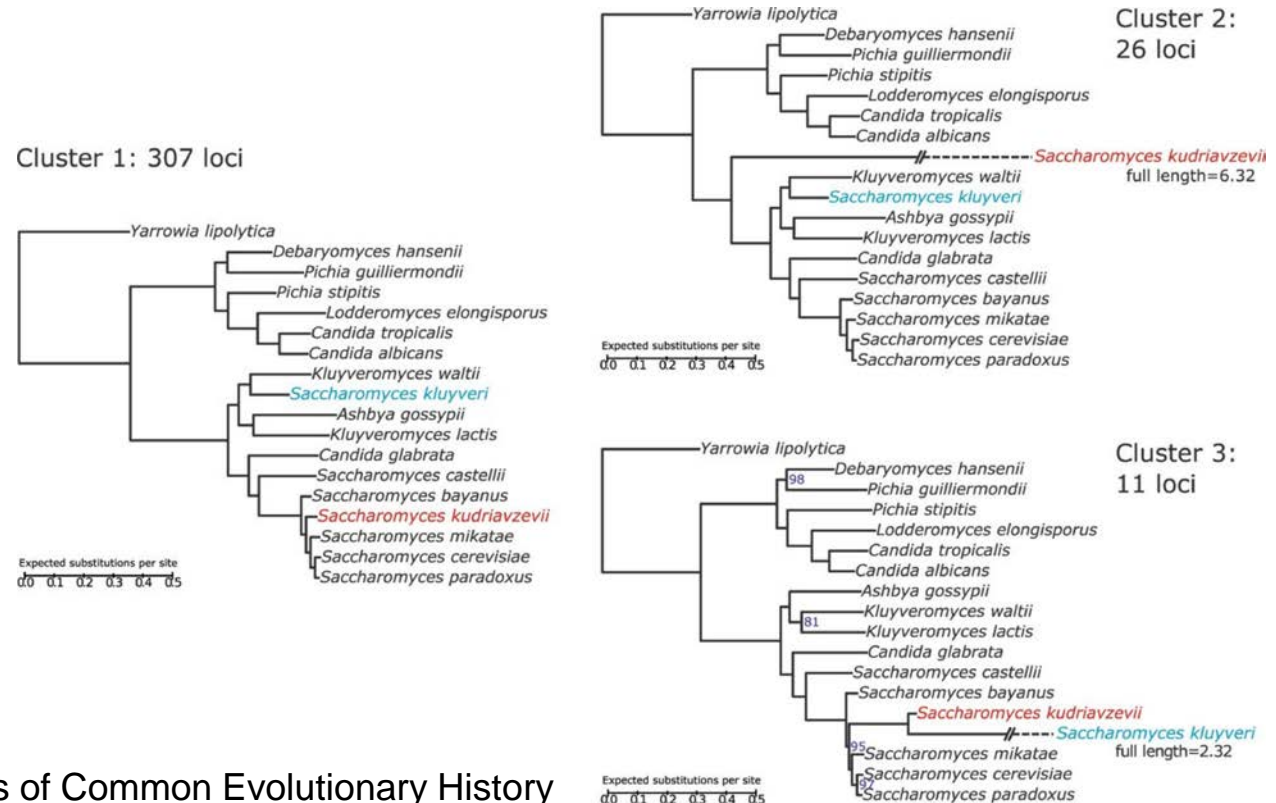 Cluster 1: 307 loci
Yarrowia lipolytica
Debaryomyces hansenii
Pichia guilliermondii
Pichia stipitis
Lodderomyces elongisporus
Candida tropicalis
Candida albicans
Kluyveromyces waltii
Saccharomyces kluyveri
Ashbya gossypii
Kluyveromyces lactis
Candida glabrata
Saccharomyces castellii
Saccharomyces bayanus
Saccharomyces kudriavzevii
Saccharomyces mikatae
Saccharomyces cerevisiae
Saccharomyces paradoxus
Expected substitutions per site
0.0 0.1 0.2 0.3 0.4 0.5
Cluster 2:
26 loci
Yarrowia lipolytica
Debaryomyces hansenii
Pichia guilliermondii
Pichia stipitis
Lodderomyces elongisporus
Candida tropicalis
Candida albicans
Saccharomyces kudriavzevii
full length=6.32
Kluyveromyces waltii
Saccharomyces kluyveri
Ashbya gossypii
Kluyveromyces lactis
Candida glabrata
Saccharomyces castellii
Saccharomyces bayanus
Saccharomyces mikatae
Saccharomyces cerevisiae
Saccharomyces paradoxus
Expected substitutions per site
0.0 0.1 0.2 0.3 0.4 0.5
Cluster 3:
11 loci
Yarrowia lipolytica
Debaryomyces hansenii
98
Pichia guilliermondii
Pichia stipitis
Lodderomyces elongisporus
Candida tropicalis
Candida albicans
Ashbya gossypii
Kluyveromyces waltii
81
Kluyveromyces lactis
Candida glabrata
Saccharomyces castellii
Saccharomyces bayanus
Saccharomyces kudriavzevii
Saccharomyces kluyveri
full length=2.32
95
Saccharomyces mikatae
Saccharomyces cerevisiae
97
Saccharomyces paradoxus
Expected substitutions per site
0.0 0.1 0.2 0.3 0.4 0.5
s of Common Evolutionary History